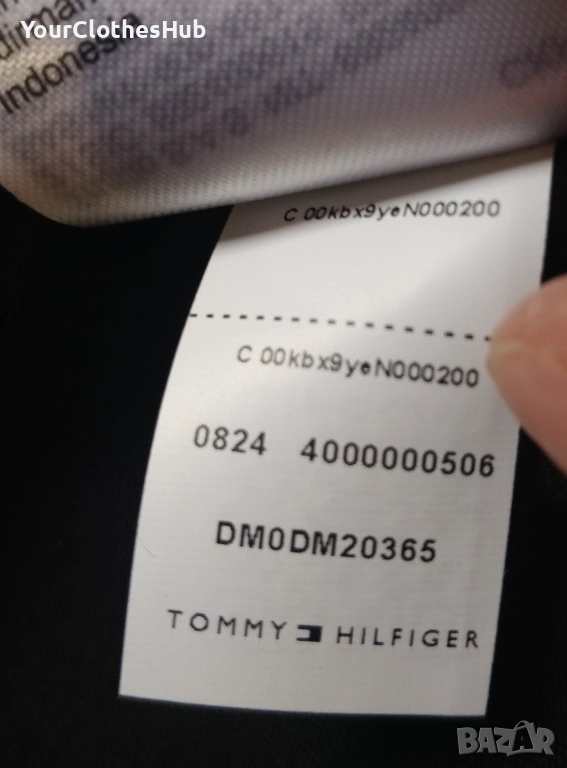 YourClothesHub
Indonesia
C 00kbx9yeN000200
C 00kbx9yeN000200
0824 4000000506
DM0DM20365
TOMMY HILFIGER
BAZAR